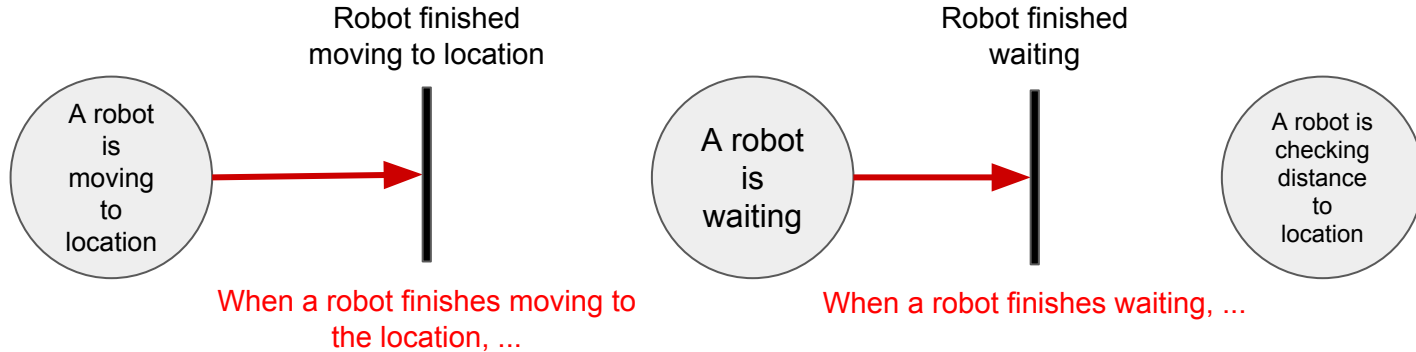 Robot finished
moving to location
Robot finished
waiting
A robot
is
moving
to
location
A robot
is
waiting
A robot is
checking
distance
to
location
When a robot finishes moving to
the location, ...
When a robot finishes waiting, ...